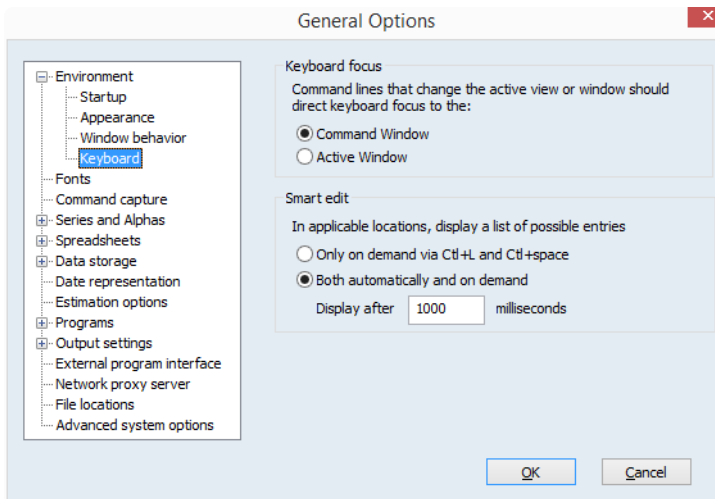 General Options
Environment
Startup
Appearance
Window behavior
Keyboard
Fonts
Command capture
Series and Alphas
Spreadsheets
Data storage
Date representation
Estimation options
Programs
Output settings
External program interface
Network proxy server
File locations
Advanced system options
Keyboard focus
Command lines that change the active view or window should
direct keyboard focus to the:
Command Window
Active Window
Smart edit
In applicable locations, display a list of possible entries
Only on demand via Ctl+L and Ctl+space
Both automatically and on demand
Display after 1000 milliseconds
OK Cancel